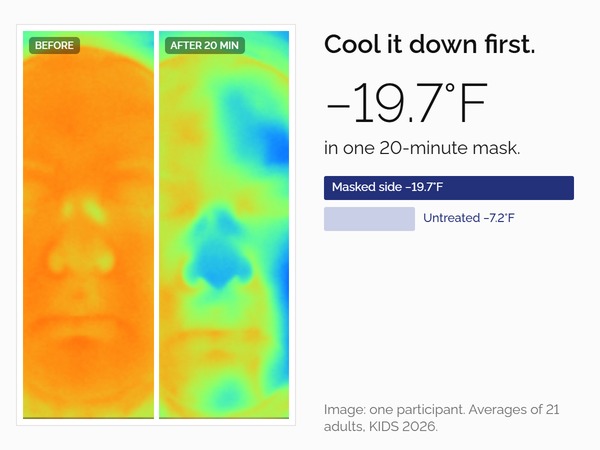 BEFORE
AFTER 20 MIN
Cool it down first.
−19.7°F
in one 20-minute mask.
Masked side −19.7°F
Untreated −7.2°F
Image: one participant. Averages of 21
adults, KIDS 2026.